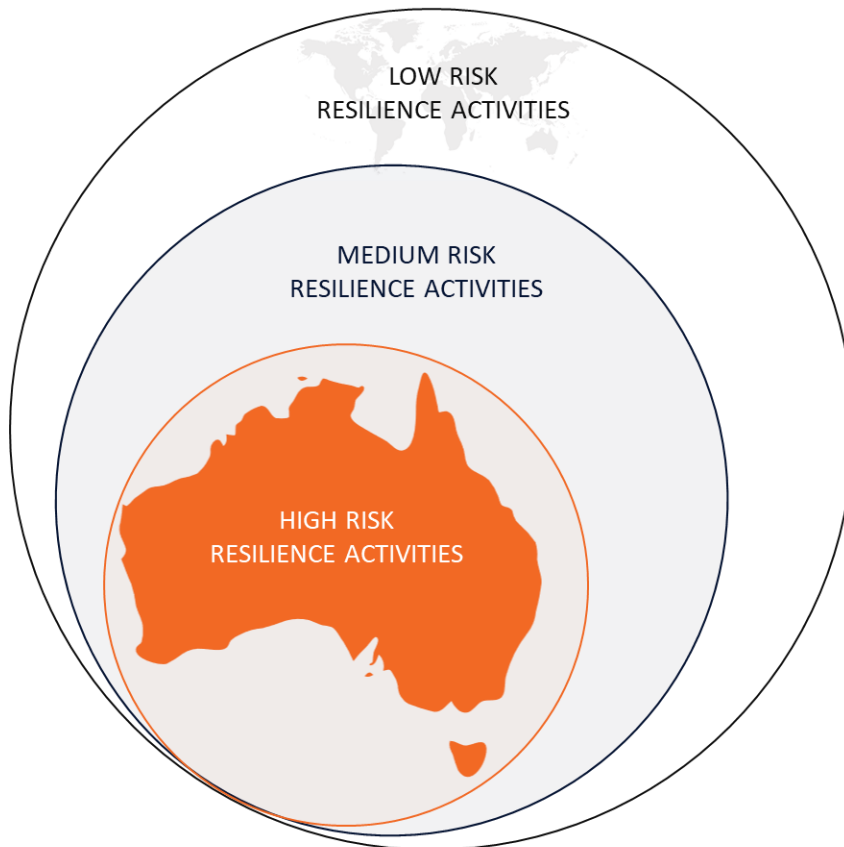 LOW RISK
RESILIENCE ACTIVITIES
MEDIUM RISK
RESILIENCE ACTIVITIES
HIGH RISK
RESILIENCE ACTIVITIES